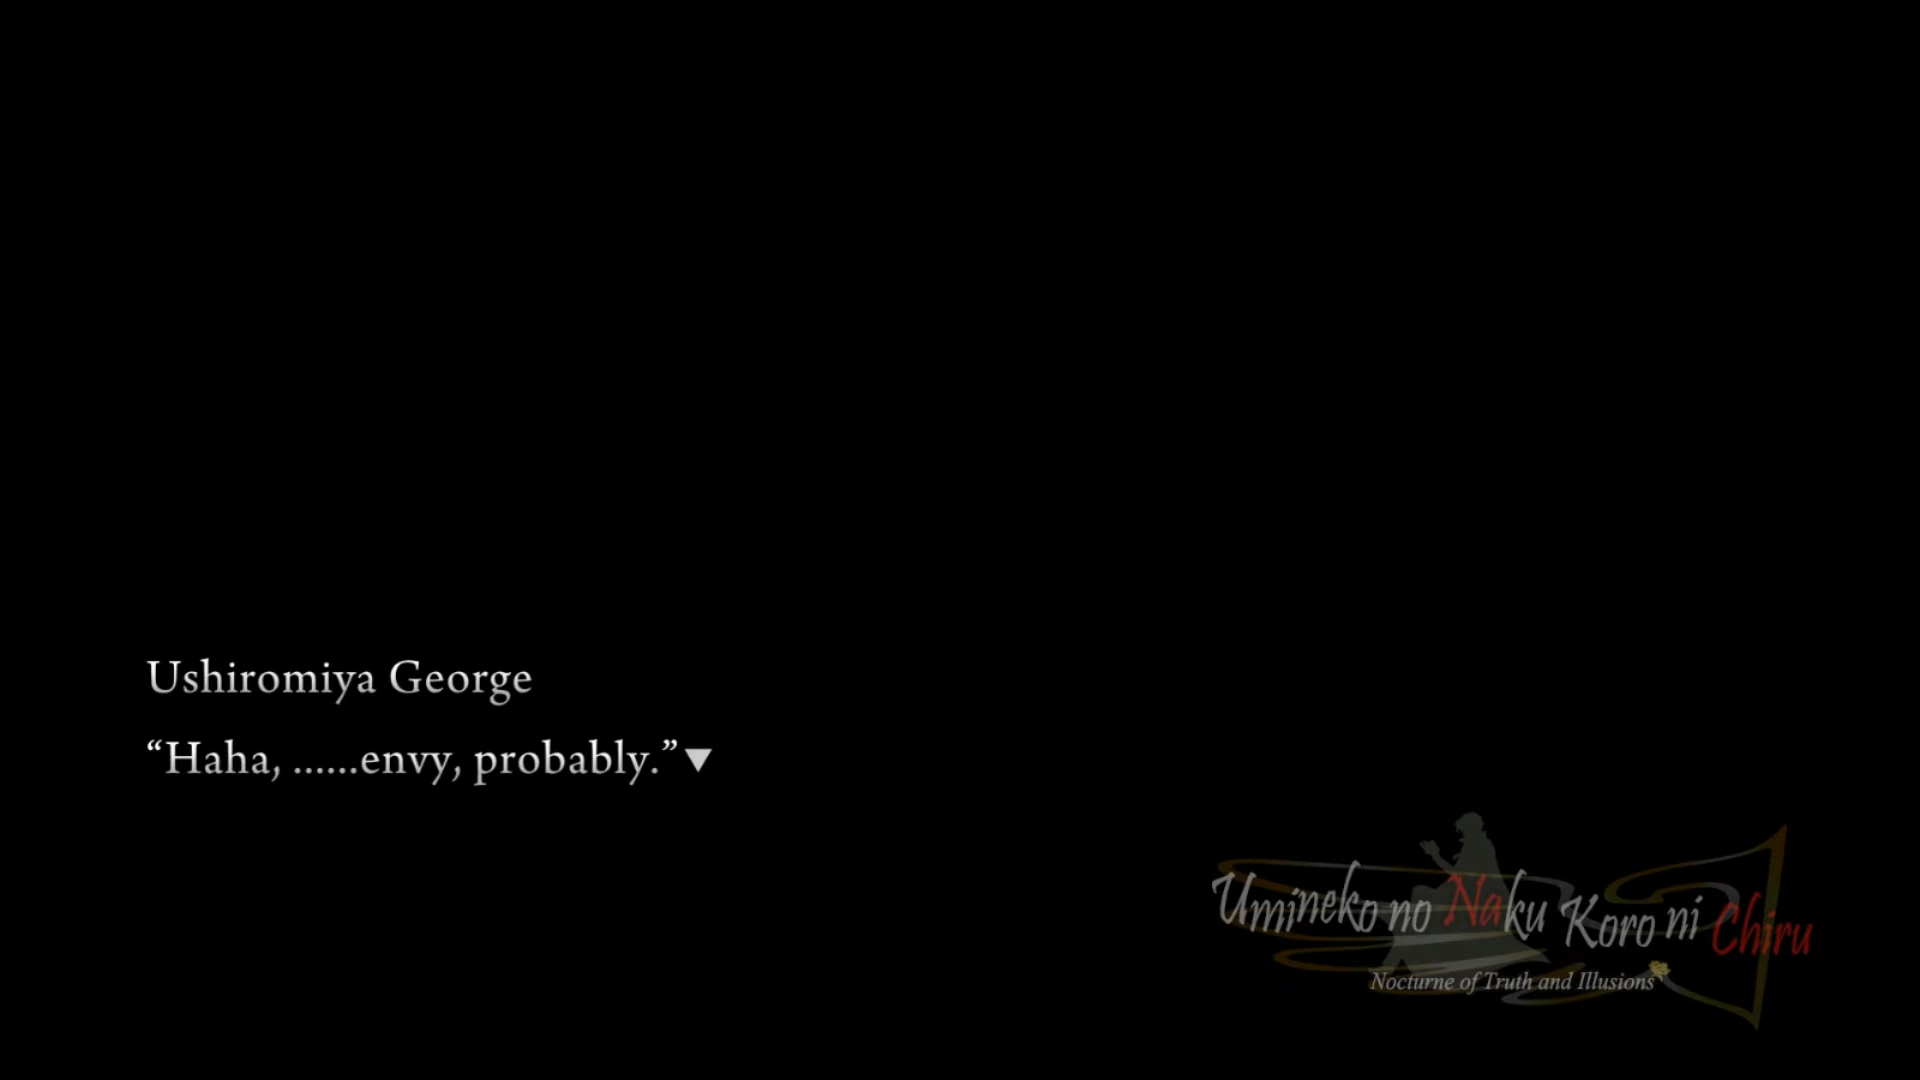 Ushiromiya George
“Haha, ......envy, probably.”▼
Umineko no Naku Koro ni Chiru
Nocturne of Truth and Illusions